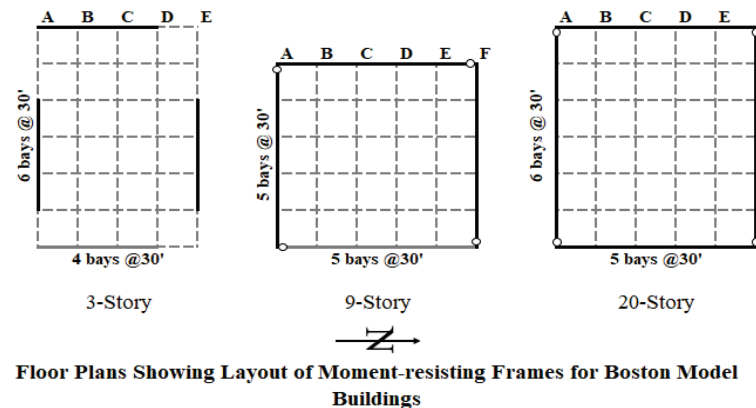 A B C D E
6 bays @ 30'
4 bays @30'
3-Story
A B C D E F
5 bays @ 30'
5 bays @30'
9-Story
A B C D E
6 bays @ 30'
5 bays @30'
20-Story
N
Floor Plans Showing Layout of Moment-resisting Frames for Boston Model
Buildings